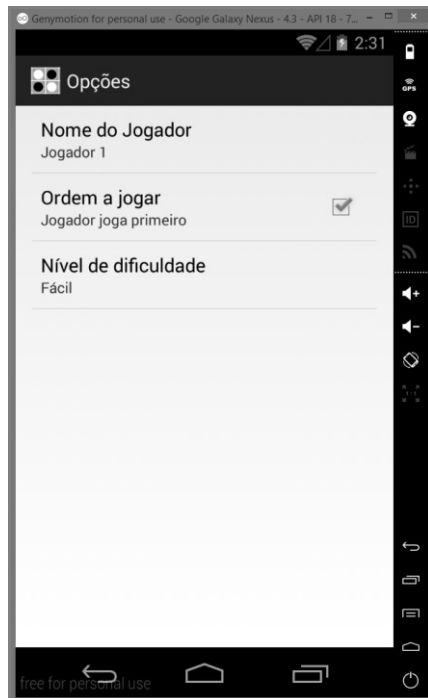 Genymotion for personal use - Google Galaxy Nexus - 4.3 - API 18 - 7...
2:31
Opções
GPS
Nome do Jogador
Jogador 1
Ordem a jogar
Jogador joga primeiro
ID
Nível de dificuldade
Fácil
free for personal use